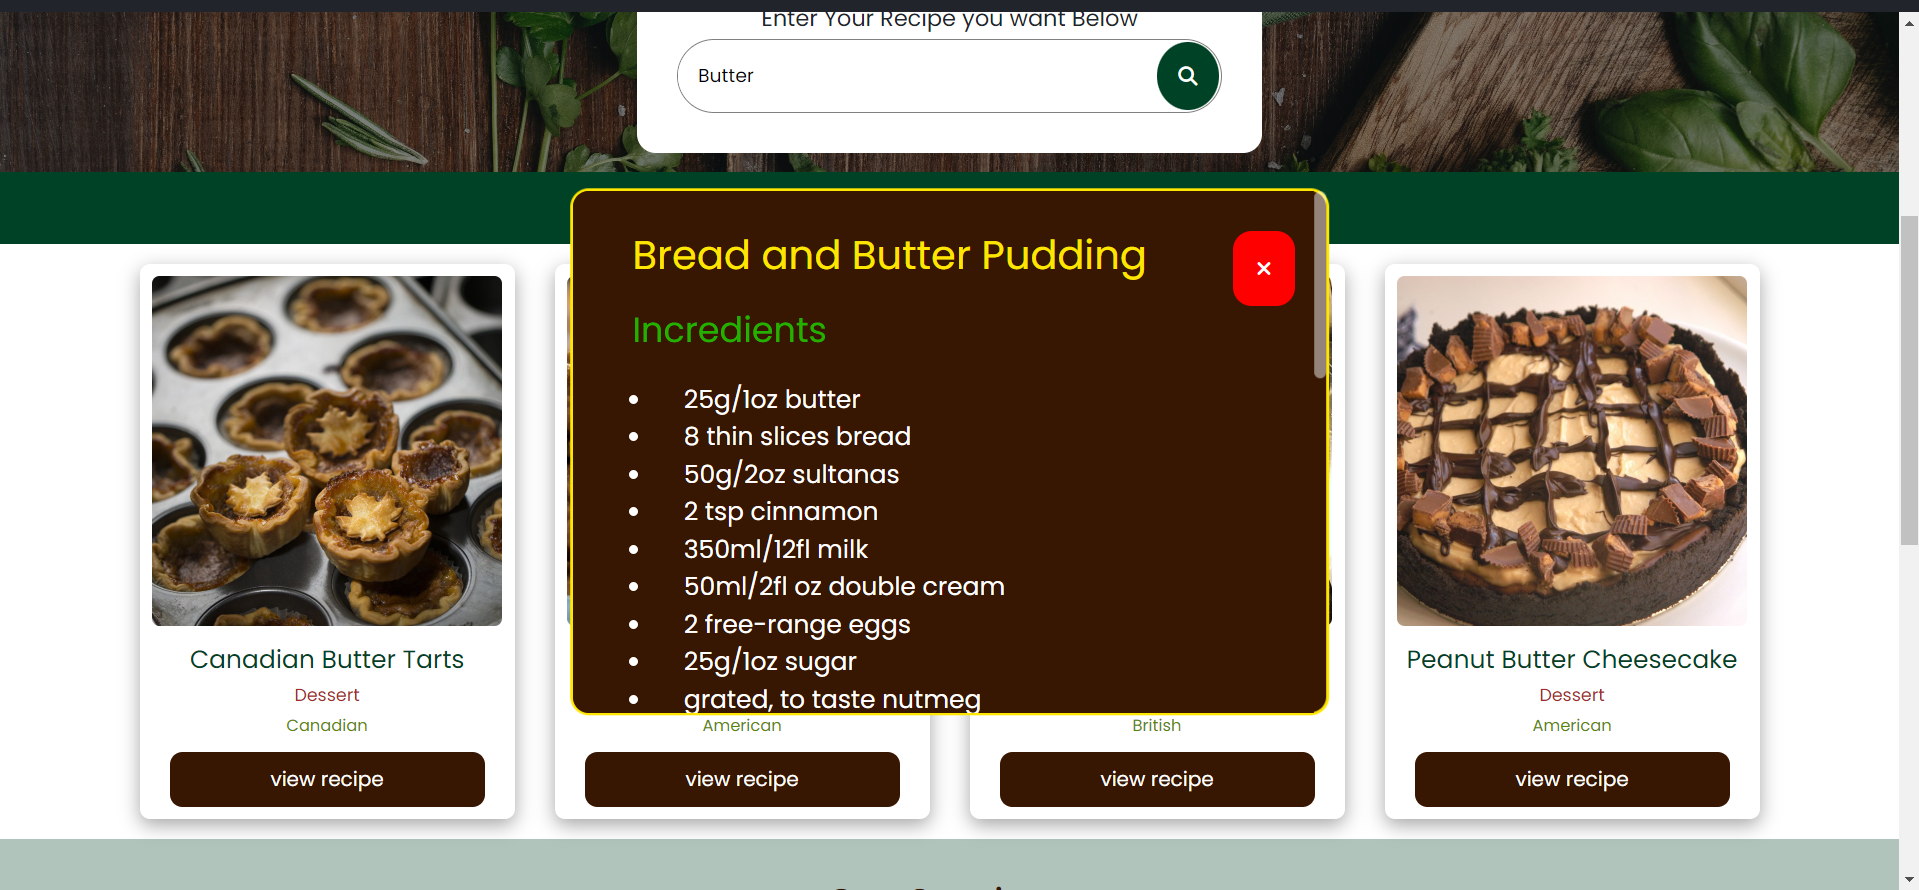 Enter Your Recipe you want Below
Butter
Bread and Butter Pudding
×
Incredients
25g/1oz butter
8 thin slices bread
50g/2oz sultanas
2 tsp cinnamon
350ml/12fl milk
50ml/2fl oz double cream
2 free-range eggs
25g/1oz sugar
grated, to taste nutmeg
Canadian Butter Tarts
Dessert
Canadian
view recipe
American
view recipe
British
view recipe
Peanut Butter Cheesecake
Dessert
American
view recipe